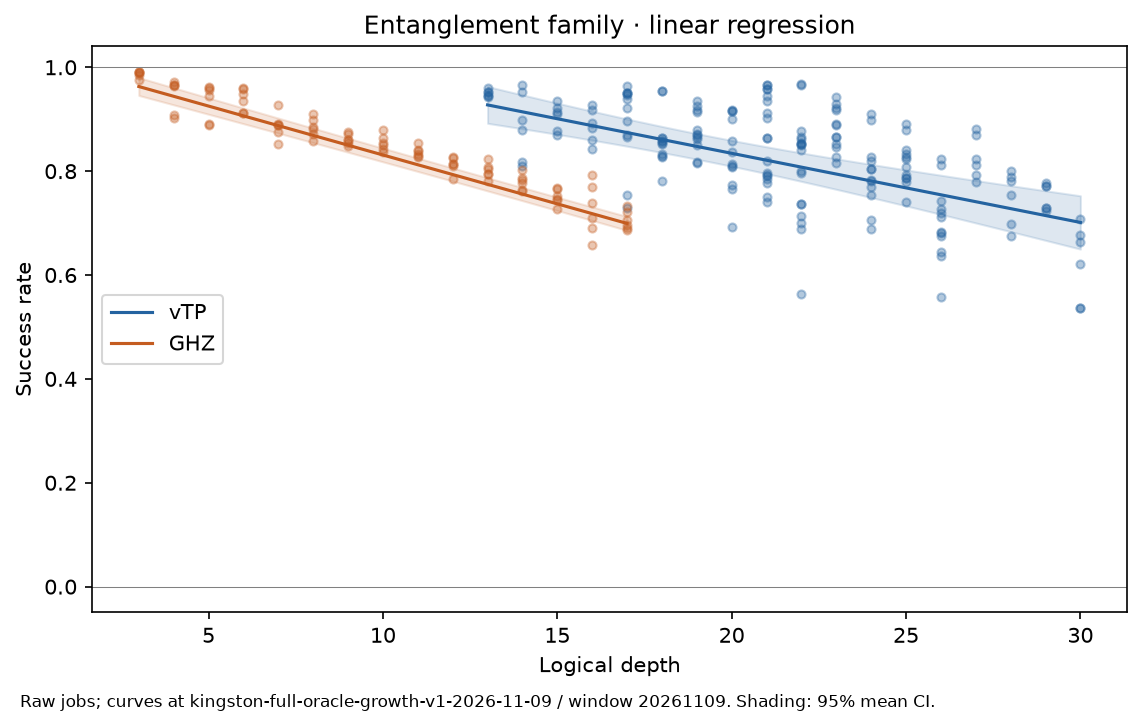 Entanglement family · linear regression
Success rate
1.0
0.8
0.6
0.4
0.2
0.0
vTP
GHZ
5 10 15 20 25 30
Logical depth
Raw jobs; curves at kingston-full-oracle-growth-v1-2026-11-09 / window 20261109. Shading: 95% mean CI.